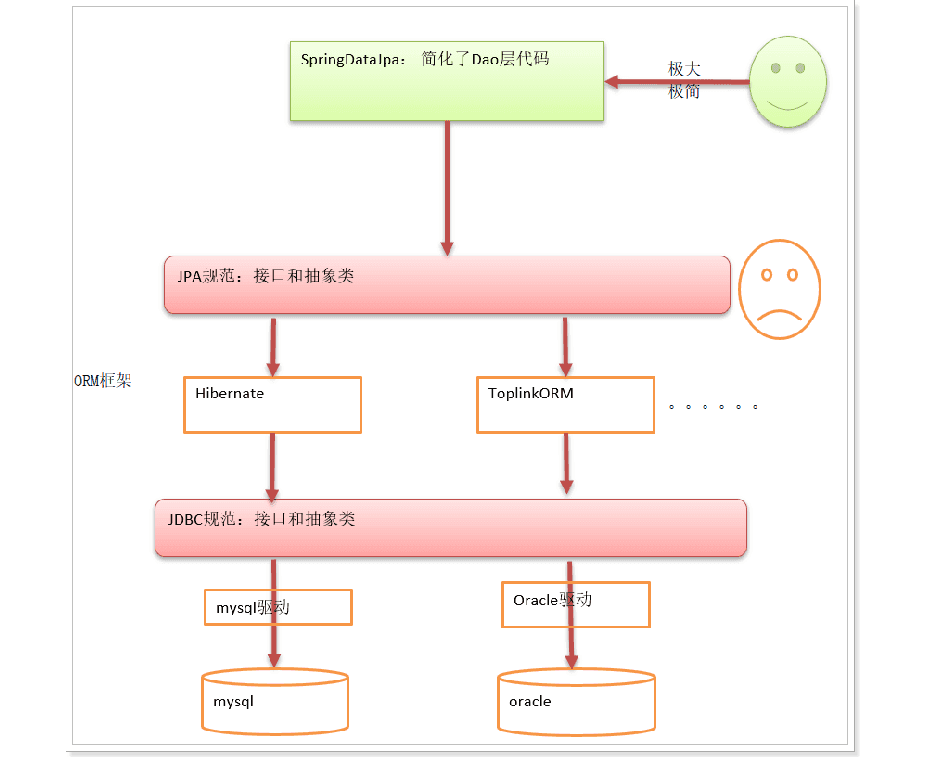 SpringDataJpa： 简化了Dao层代码
极大
极简
JPA规范：接口和抽象类
ORM框架
Hibernate
ToplinkORM
。。。。。。
JDBC规范：接口和抽象类
mysql驱动
Oracle驱动
mysql
oracle